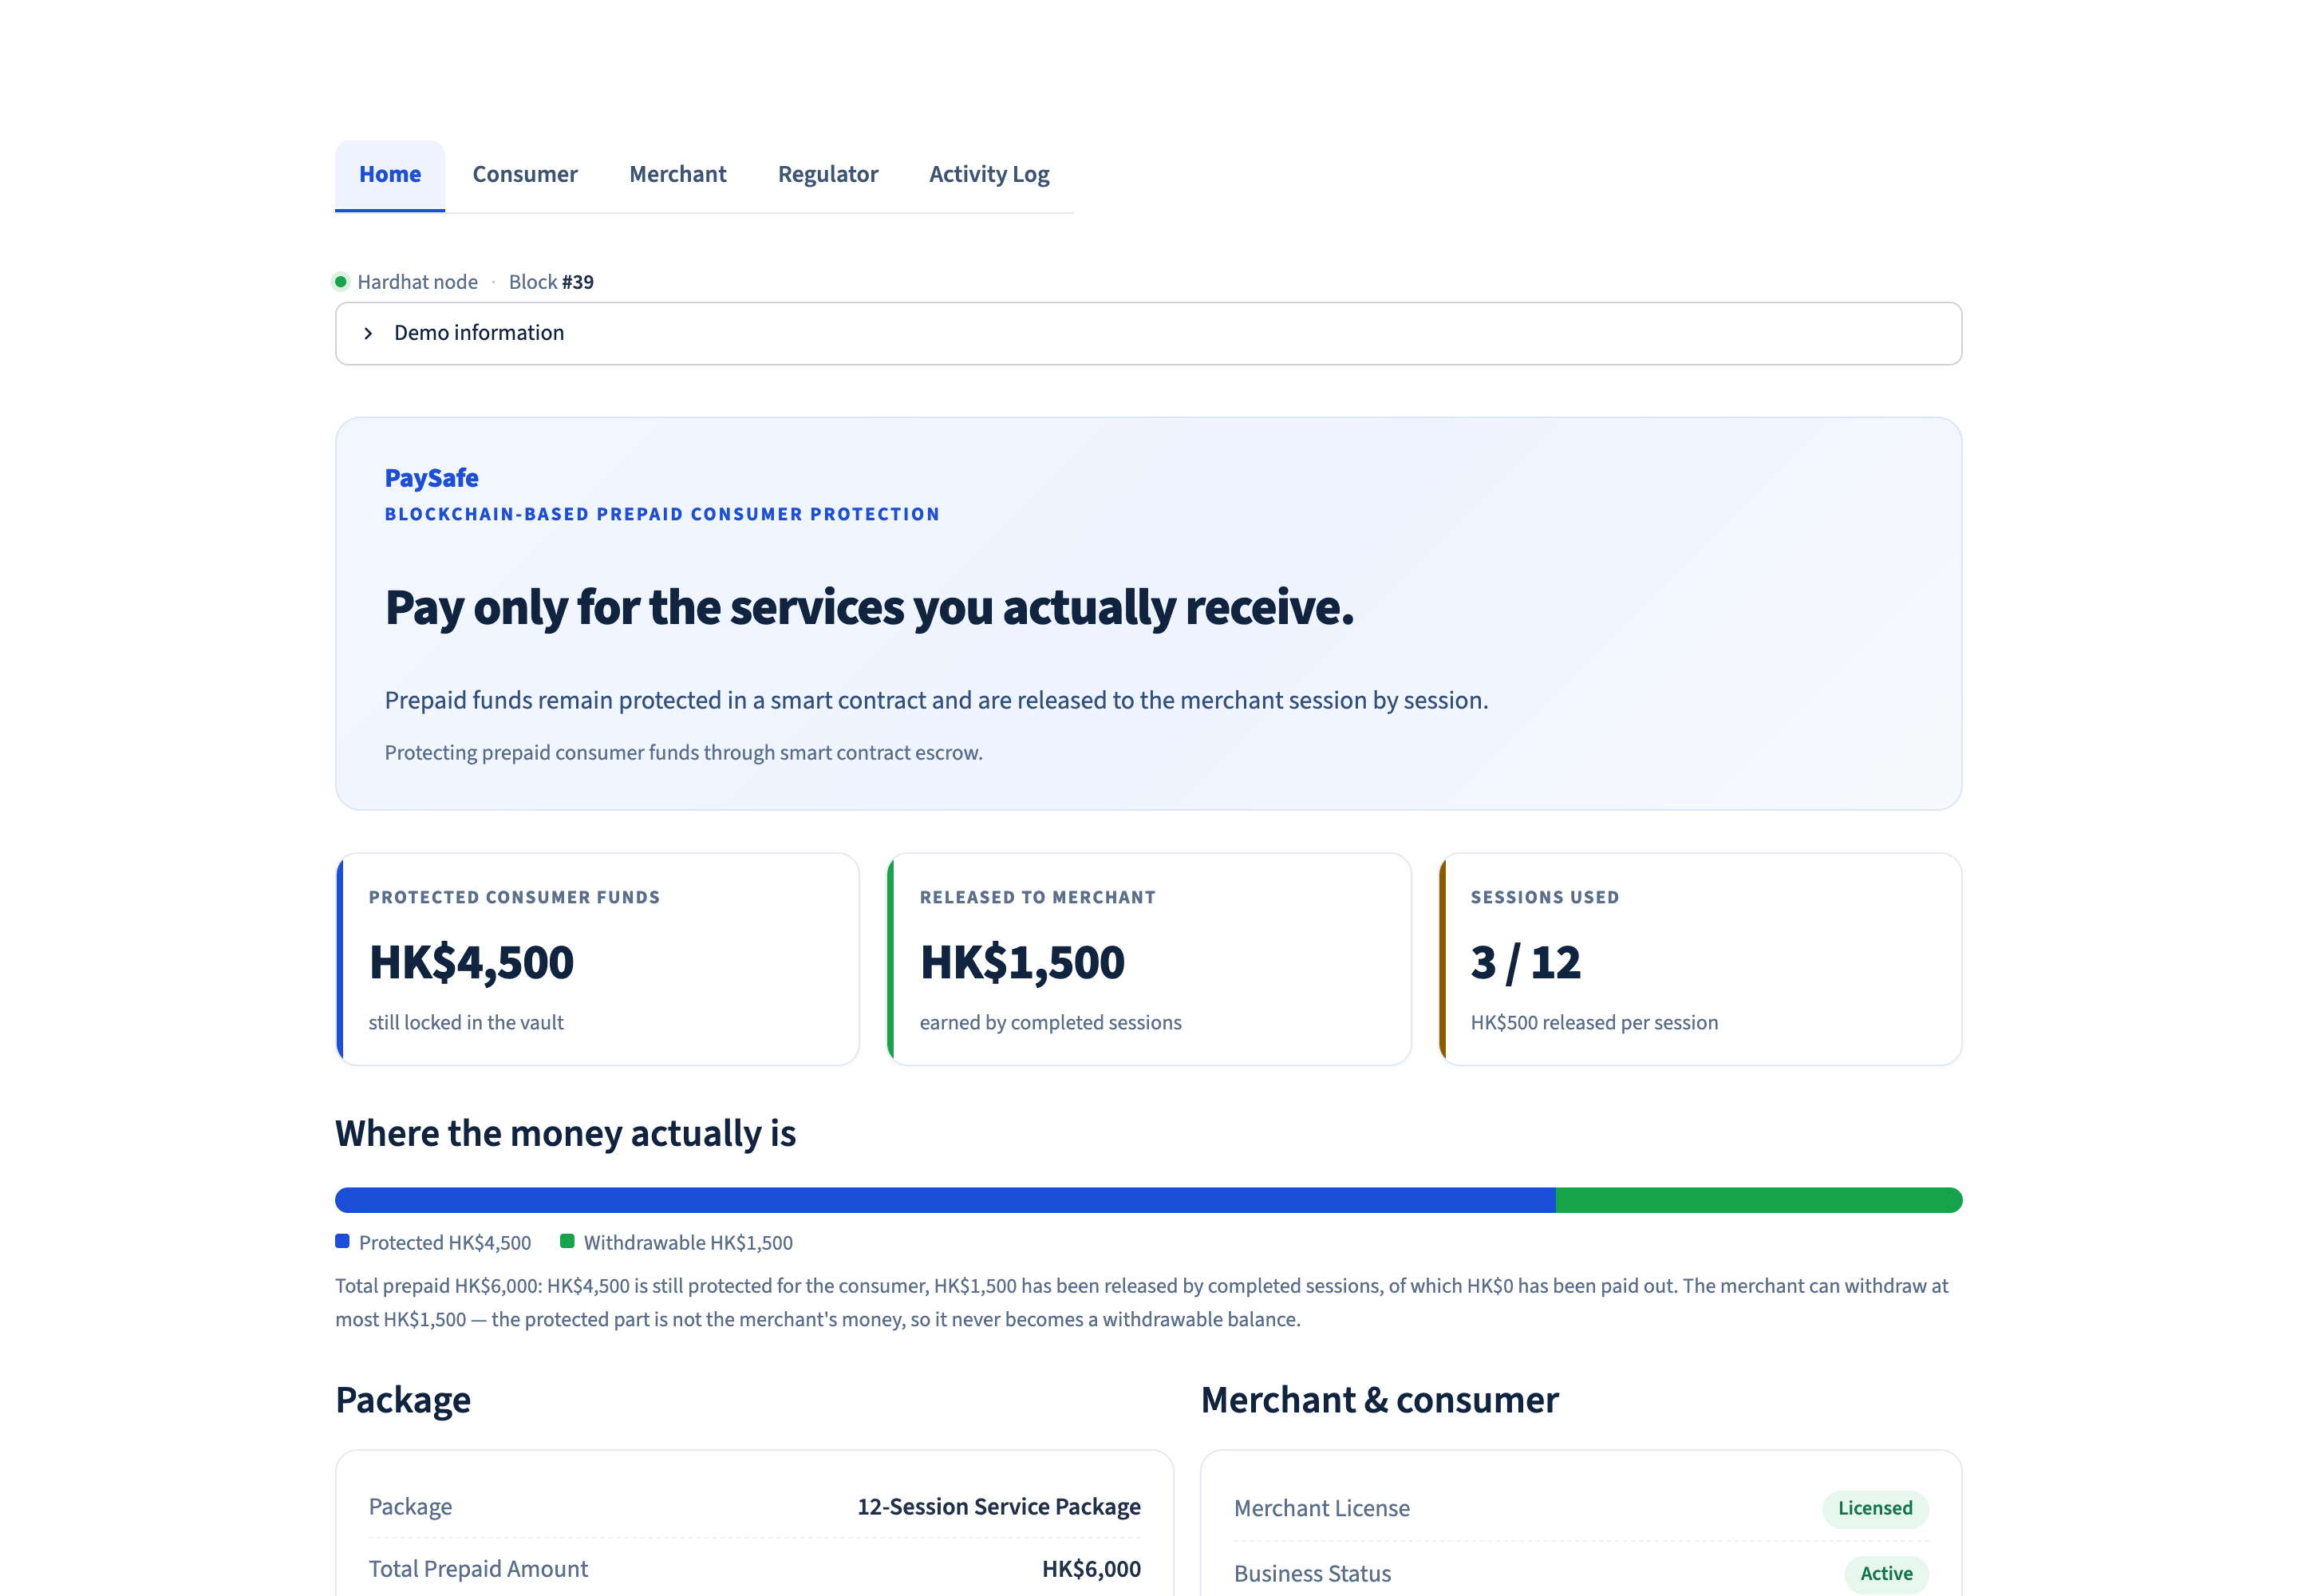 Home Consumer Merchant Regulator Activity Log
Hardhat node · Block #39
Demo information
PaySafe
BLOCKCHAIN-BASED PREPAID CONSUMER PROTECTION
Pay only for the services you actually receive.
Prepaid funds remain protected in a smart contract and are released to the merchant session by session.
Protecting prepaid consumer funds through smart contract escrow.
PROTECTED CONSUMER FUNDS
HK$4,500
still locked in the vault
RELEASED TO MERCHANT
HK$1,500
earned by completed sessions
SESSIONS USED
3 / 12
HK$500 released per session
Where the money actually is
Protected HK$4,500 Withdrawable HK$1,500
Total prepaid HK$6,000: HK$4,500 is still protected for the consumer, HK$1,500 has been released by completed sessions, of which HK$0 has been paid out. The merchant can withdraw at
most HK$1,500 — the protected part is not the merchant's money, so it never becomes a withdrawable balance.
Package
Package 12-Session Service Package
Total Prepaid Amount HK$6,000
Merchant & consumer
Merchant License Licensed
Business Status Active